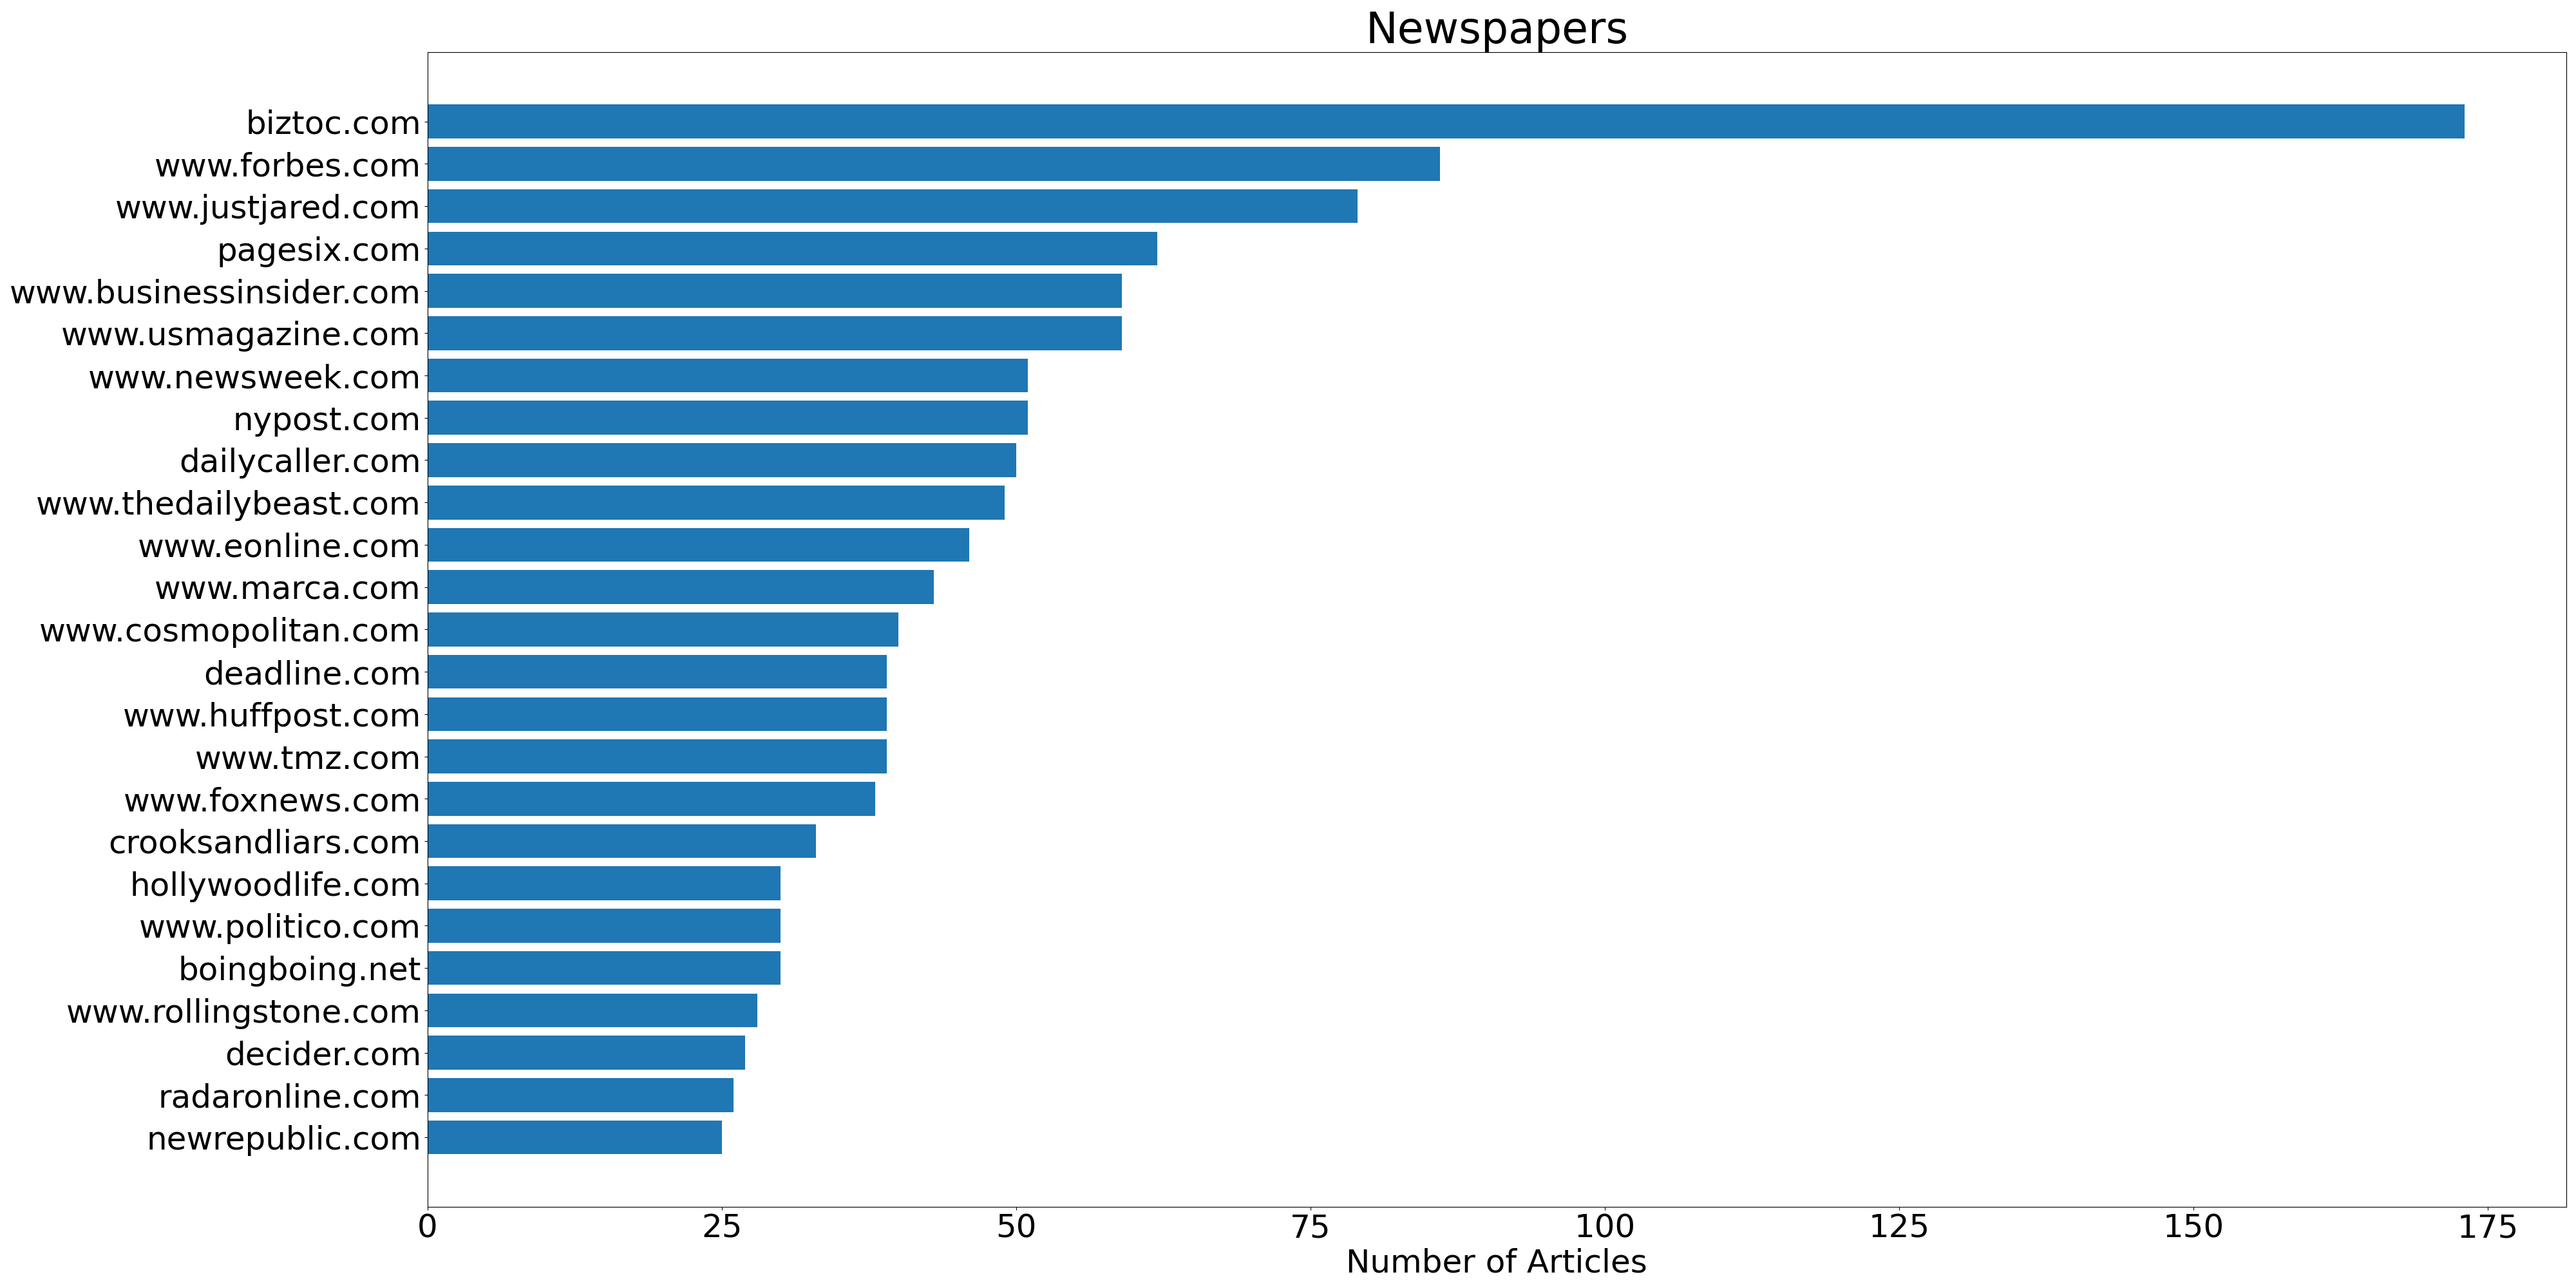 Newspapers
biztoc.com
www.forbes.com
www.justjared.com
pagesix.com
www.businessinsider.com
www.usmagazine.com
www.newsweek.com
nypost.com
dailycaller.com
www.thedailybeast.com
www.eonline.com
www.marca.com
www.cosmopolitan.com
deadline.com
www.huffpost.com
www.tmz.com
www.foxnews.com
crooksandliars.com
hollywoodlife.com
www.politico.com
boingboing.net
www.rollingstone.com
decider.com
radaronline.com
newrepublic.com
0 25 50 75 100 125 150 175
Number of Articles